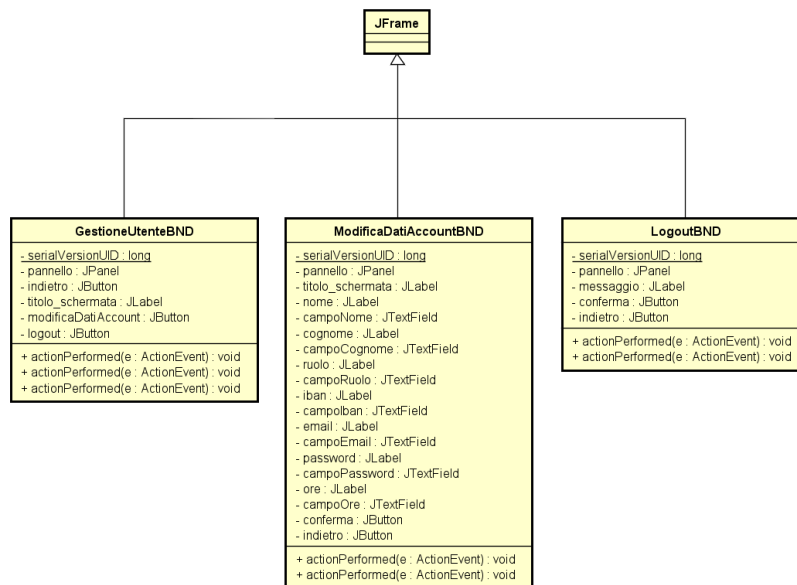 JFrame
GestioneUtenteBND
- serialVersionUID : long
- pannello : JPanel
- indietro : JButton
- titolo_schermata : JLabel
- modificaDatiAccount : JButton
- logout : JButton
+ actionPerformed(e : ActionEvent) : void
+ actionPerformed(e : ActionEvent) : void
+ actionPerformed(e : ActionEvent) : void
ModificaDatiAccountBND
- serialVersionUID : long
- pannello : JPanel
- titolo_schermata : JLabel
- nome : JLabel
- campoNome : JTextField
- cognome : JLabel
- campoCognome : JTextField
- ruolo : JLabel
- campoRuolo : JTextField
- iban : JLabel
- campoIban : JTextField
- email : JLabel
- campoEmail : JTextField
- password : JLabel
- campoPassword : JTextField
- ore : JLabel
- campoOre : JTextField
- conferma : JButton
- indietro : JButton
+ actionPerformed(e : ActionEvent) : void
+ actionPerformed(e : ActionEvent) : void
LogoutBND
- serialVersionUID : long
- pannello : JPanel
- messaggio : JLabel
- conferma : JButton
- indietro : JButton
+ actionPerformed(e : ActionEvent) : void
+ actionPerformed(e : ActionEvent) : void